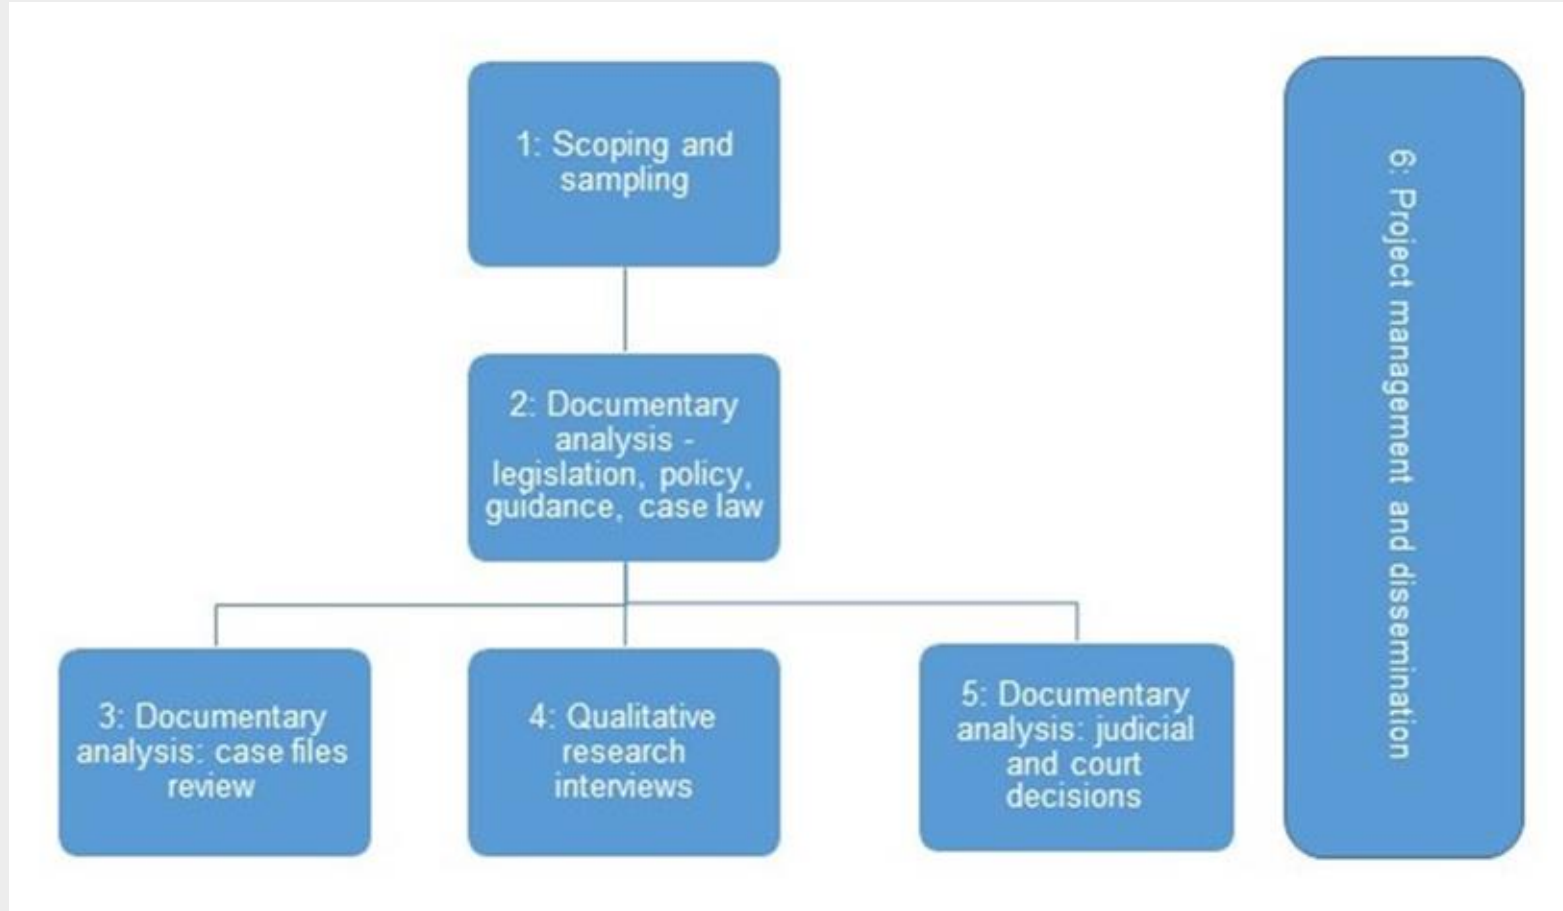 1: Scoping and
sampling
2: Documentary
analysis -
legislation, policy,
guidance, case law
3: Documentary
analysis: case files
review
4: Qualitative
research
interviews
5: Documentary
analysis: judicial
and court
decisions
6: Project management and dissemination